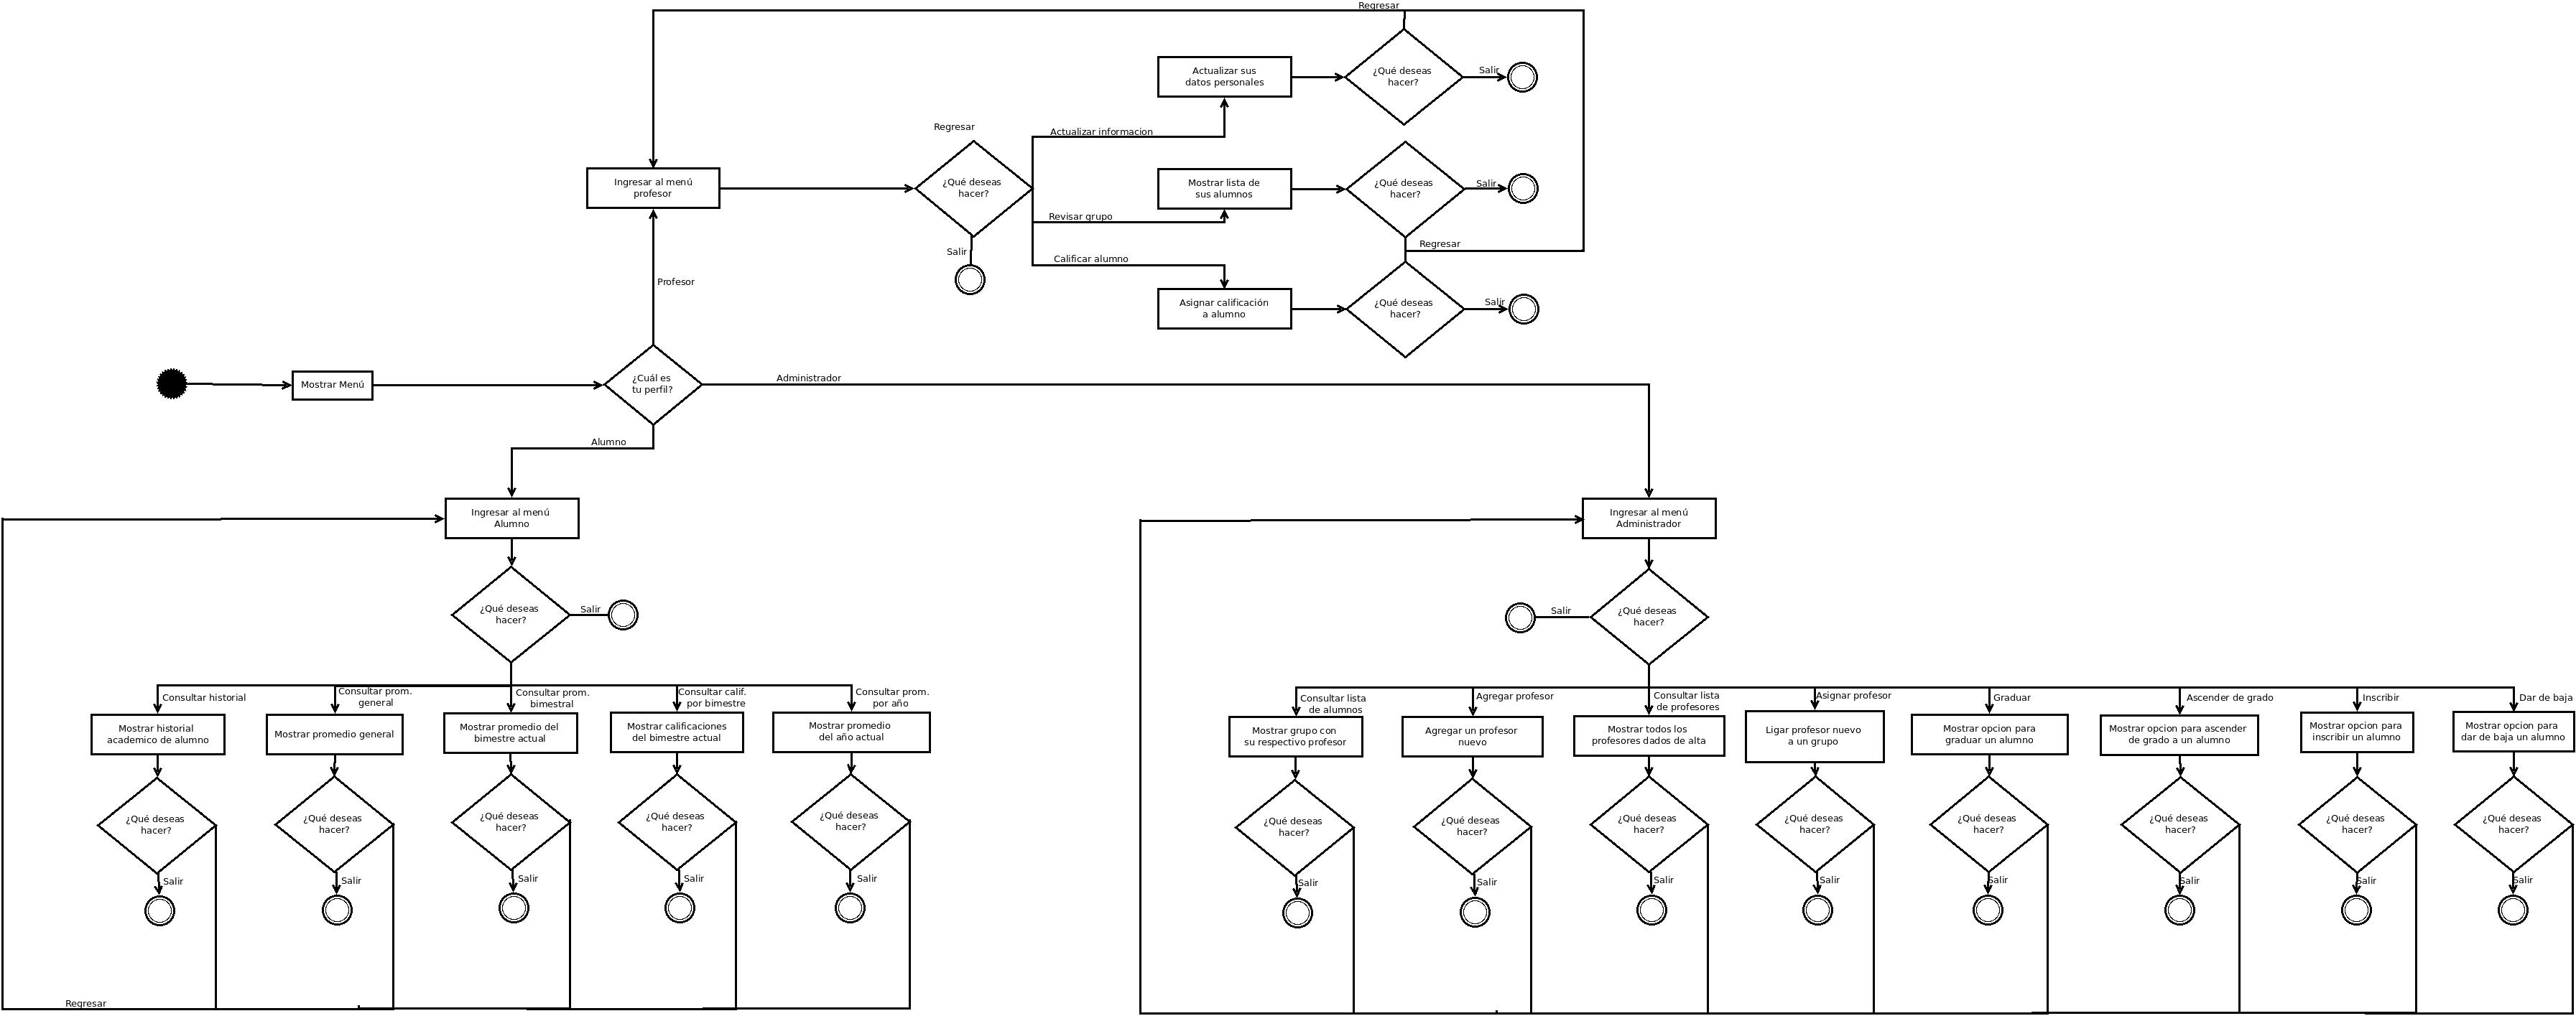 Regresar
Actualizar sus
datos personales
¿Qué deseas
hacer?
Salir
Regresar
Actualizar informacion
Ingresar al menú
profesor
¿Qué deseas
hacer?
Mostrar lista de
sus alumnos
¿Qué deseas
hacer?
Salir
Revisar grupo
Salir
Regresar
Calificar alumno
Profesor
Asignar calificación
a alumno
¿Qué deseas
hacer?
Salir
Mostrar Menú
¿Cuál es
tu perfil?
Administrador
Alumno
Ingresar al menú
Alumno
Ingresar al menú
Administrador
¿Qué deseas
hacer?
Salir
Salir
¿Qué deseas
hacer?
Consultar historial
Consultar prom.
general
Consultar prom.
bimestral
Consultar calif.
por bimestre
Consultar prom.
por año
Consultar lista
de alumnos
Agregar profesor
Consultar lista
de profesores
Asignar profesor
Graduar
Ascender de grado
Inscribir
Dar de baja
Mostrar historial
academico de alumno
Mostrar promedio general
Mostrar promedio del
bimestre actual
Mostrar calificaciones
del bimestre actual
Mostrar promedio
del año actual
Mostrar grupo con
su respectivo profesor
Agregar un profesor
nuevo
Mostrar todos los
profesores dados de alta
Ligar profesor nuevo
a un grupo
Mostrar opcion para
graduar un alumno
Mostrar opcion para ascender
de grado a un alumno
Mostrar opcion para
inscribir un alumno
Mostrar opcion para
dar de baja un alumno
¿Qué deseas
hacer?
¿Qué deseas
hacer?
¿Qué deseas
hacer?
¿Qué deseas
hacer?
¿Qué deseas
hacer?
¿Qué deseas
hacer?
¿Qué deseas
hacer?
¿Qué deseas
hacer?
¿Qué deseas
hacer?
¿Qué deseas
hacer?
¿Qué deseas
hacer?
¿Qué deseas
hacer?
¿Qué deseas
hacer?
Salir
Salir
Salir
Salir
Salir
Salir
Salir
Salir
Salir
Salir
Salir
Salir
Salir
Regresar